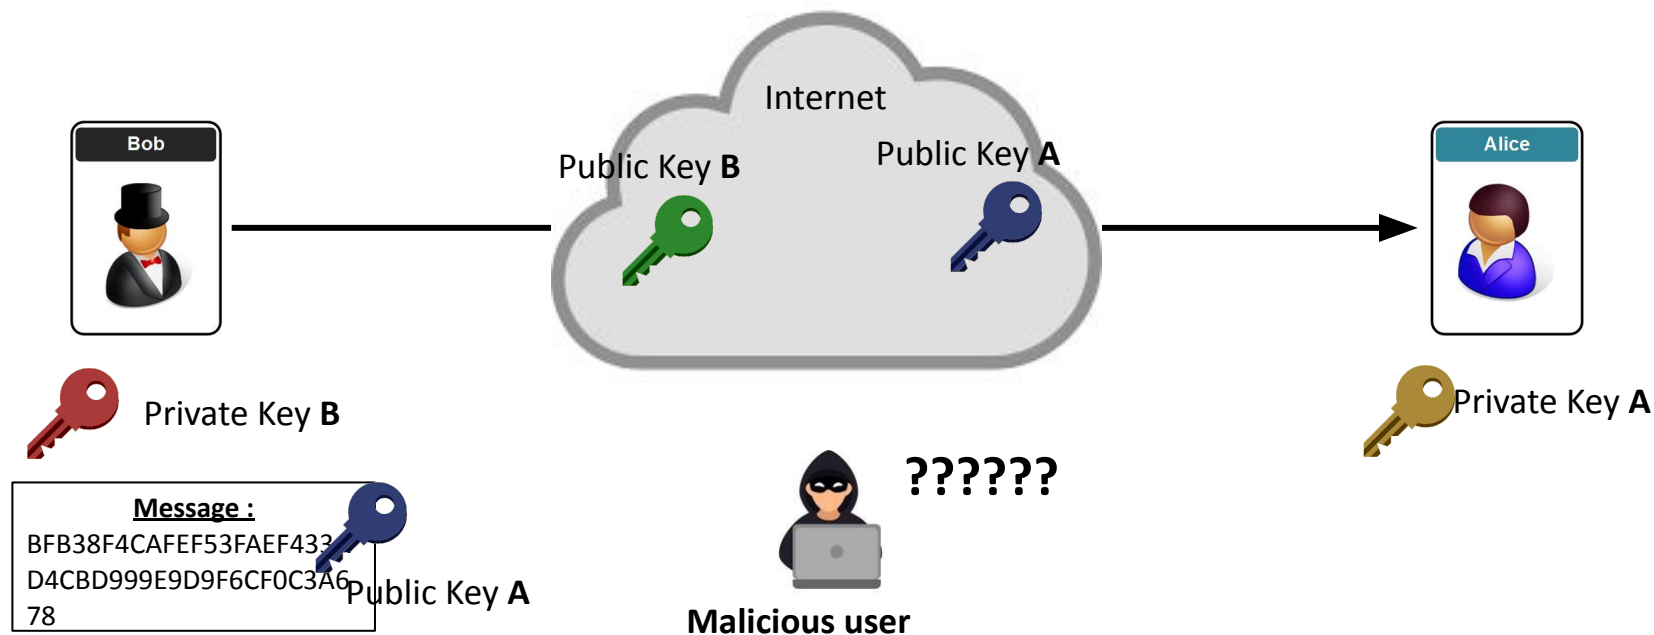 Internet
Bob
Public Key B
Public Key A
Alice
Private Key B
Private Key A
??????
Message :
BFB38F4CAFEF53FAEF433
D4CBD999E9D9F6CF0C3A6
78
Public Key A
Malicious user